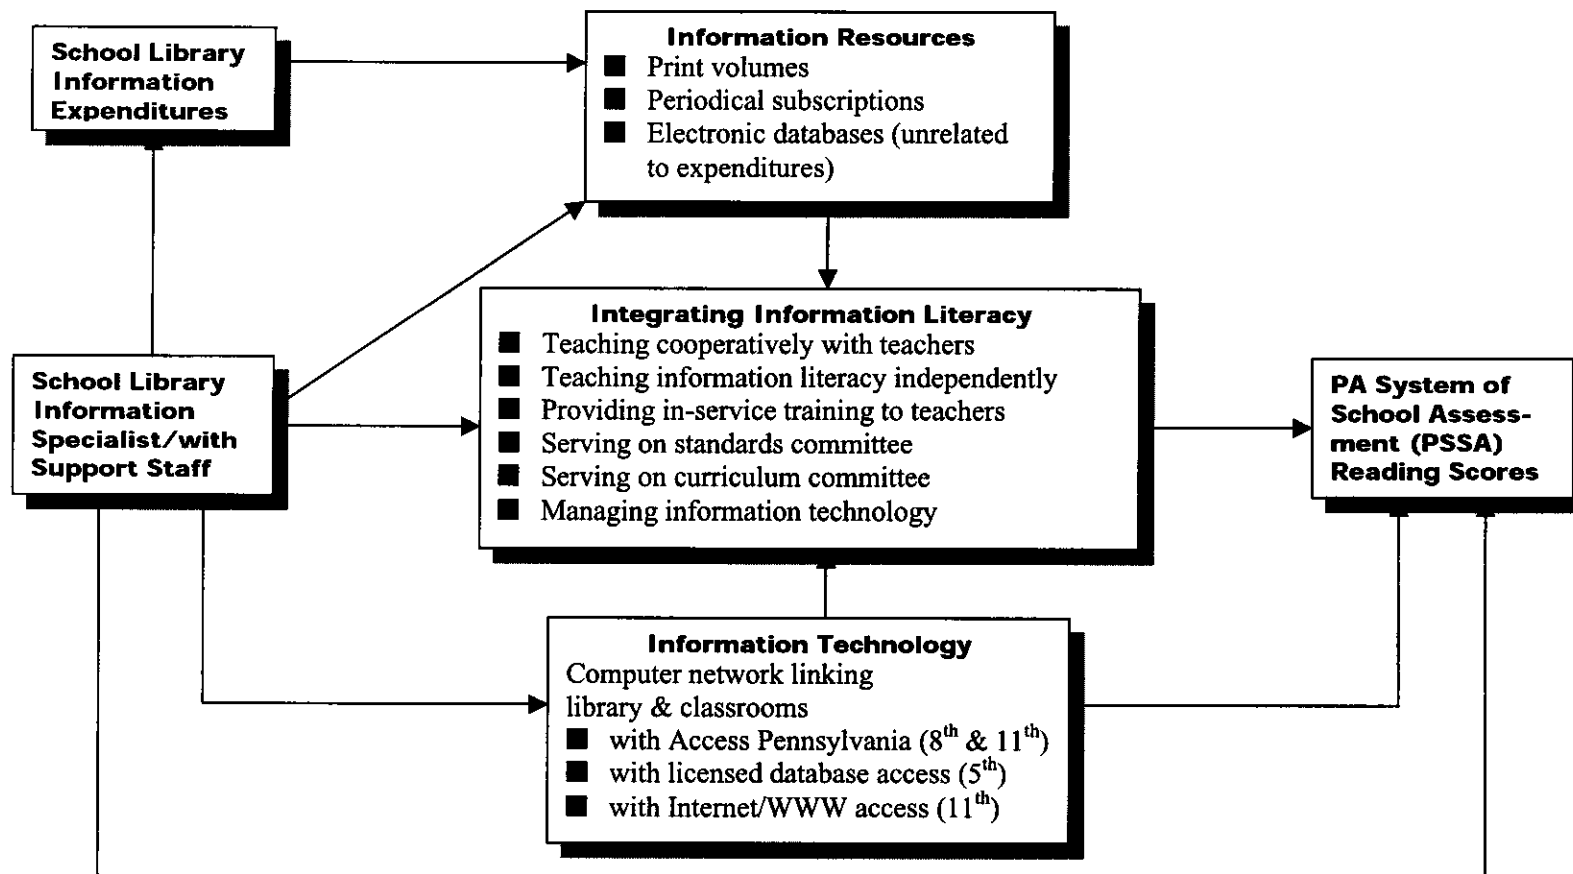 School Library
Information
Expenditures
Information Resources
■ Print volumes
■ Periodical subscriptions
■ Electronic databases (unrelated
to expenditures)
Integrating Information Literacy
■ Teaching cooperatively with teachers
■ Teaching information literacy independently
■ Providing in-service training to teachers
■ Serving on standards committee
■ Serving on curriculum committee
■ Managing information technology
School Library
Information
Specialist/with
Support Staff
PA System of
School Assess-
ment (PSSA)
Reading Scores
Information Technology
Computer network linking
library & classrooms
■ with Access Pennsylvania (8th & 11th)
■ with licensed database access (5th)
■ with Internet/WWW access (11th)